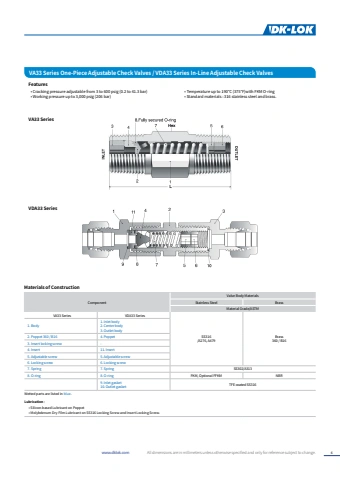 DK-LOK
VA33 Series One-Piece Adjustable Check Valves / VDA33 Series In-Line Adjustable Check Valves
Features
• Cracking pressure adjustable from 3 to 600 psig (0.2 to 41.3 bar)
• Working pressure up to 3,000 psig (206 bar)
• Temperature up to 190°C (375°F) with FKM O-ring
• Standard materials : 316 stainless steel and brass.
VA33 Series
8.Fully secured O-ring
3 4 7 Hex 5 6
INLET
OUTLET
2 1
L
VDA33 Series
1 11 4 2 3
9 8 7 5 6 10
Materials of Construction
Component
Valve Body Materials
Stainless Steel Brass
Material Grade/ASTM
VA33 Series VDA33 Series
1. Body
1. Inlet body
2. Center body
3. Outlet body
SS316
/A276, A479
Brass
360 / B16
2. Poppet 360 / B16 4. Poppet
3. Insert locking screw
4. Insert 11. Insert
5. Adjustable screw 5. Adjustable screw
6. Locking screw 6. Locking screw
7. Spring 7. Spring SS302/A313
8. O-ring 8. O-ring FKM, Optional FFKM NBR
9. Inlet gasket
10. Outlet gasket
TFE coated SS316
Wetted parts are listed in blue.
Lubrication :
• Silicon-based Lubricant on Poppet
• Molybdenum Dry Film Lubricant on SS316 Locking Screw and Insert Locking Screw.
www.dklok.com
All dimensions are in millimeters unless otherwise specified and only for reference subject to change.